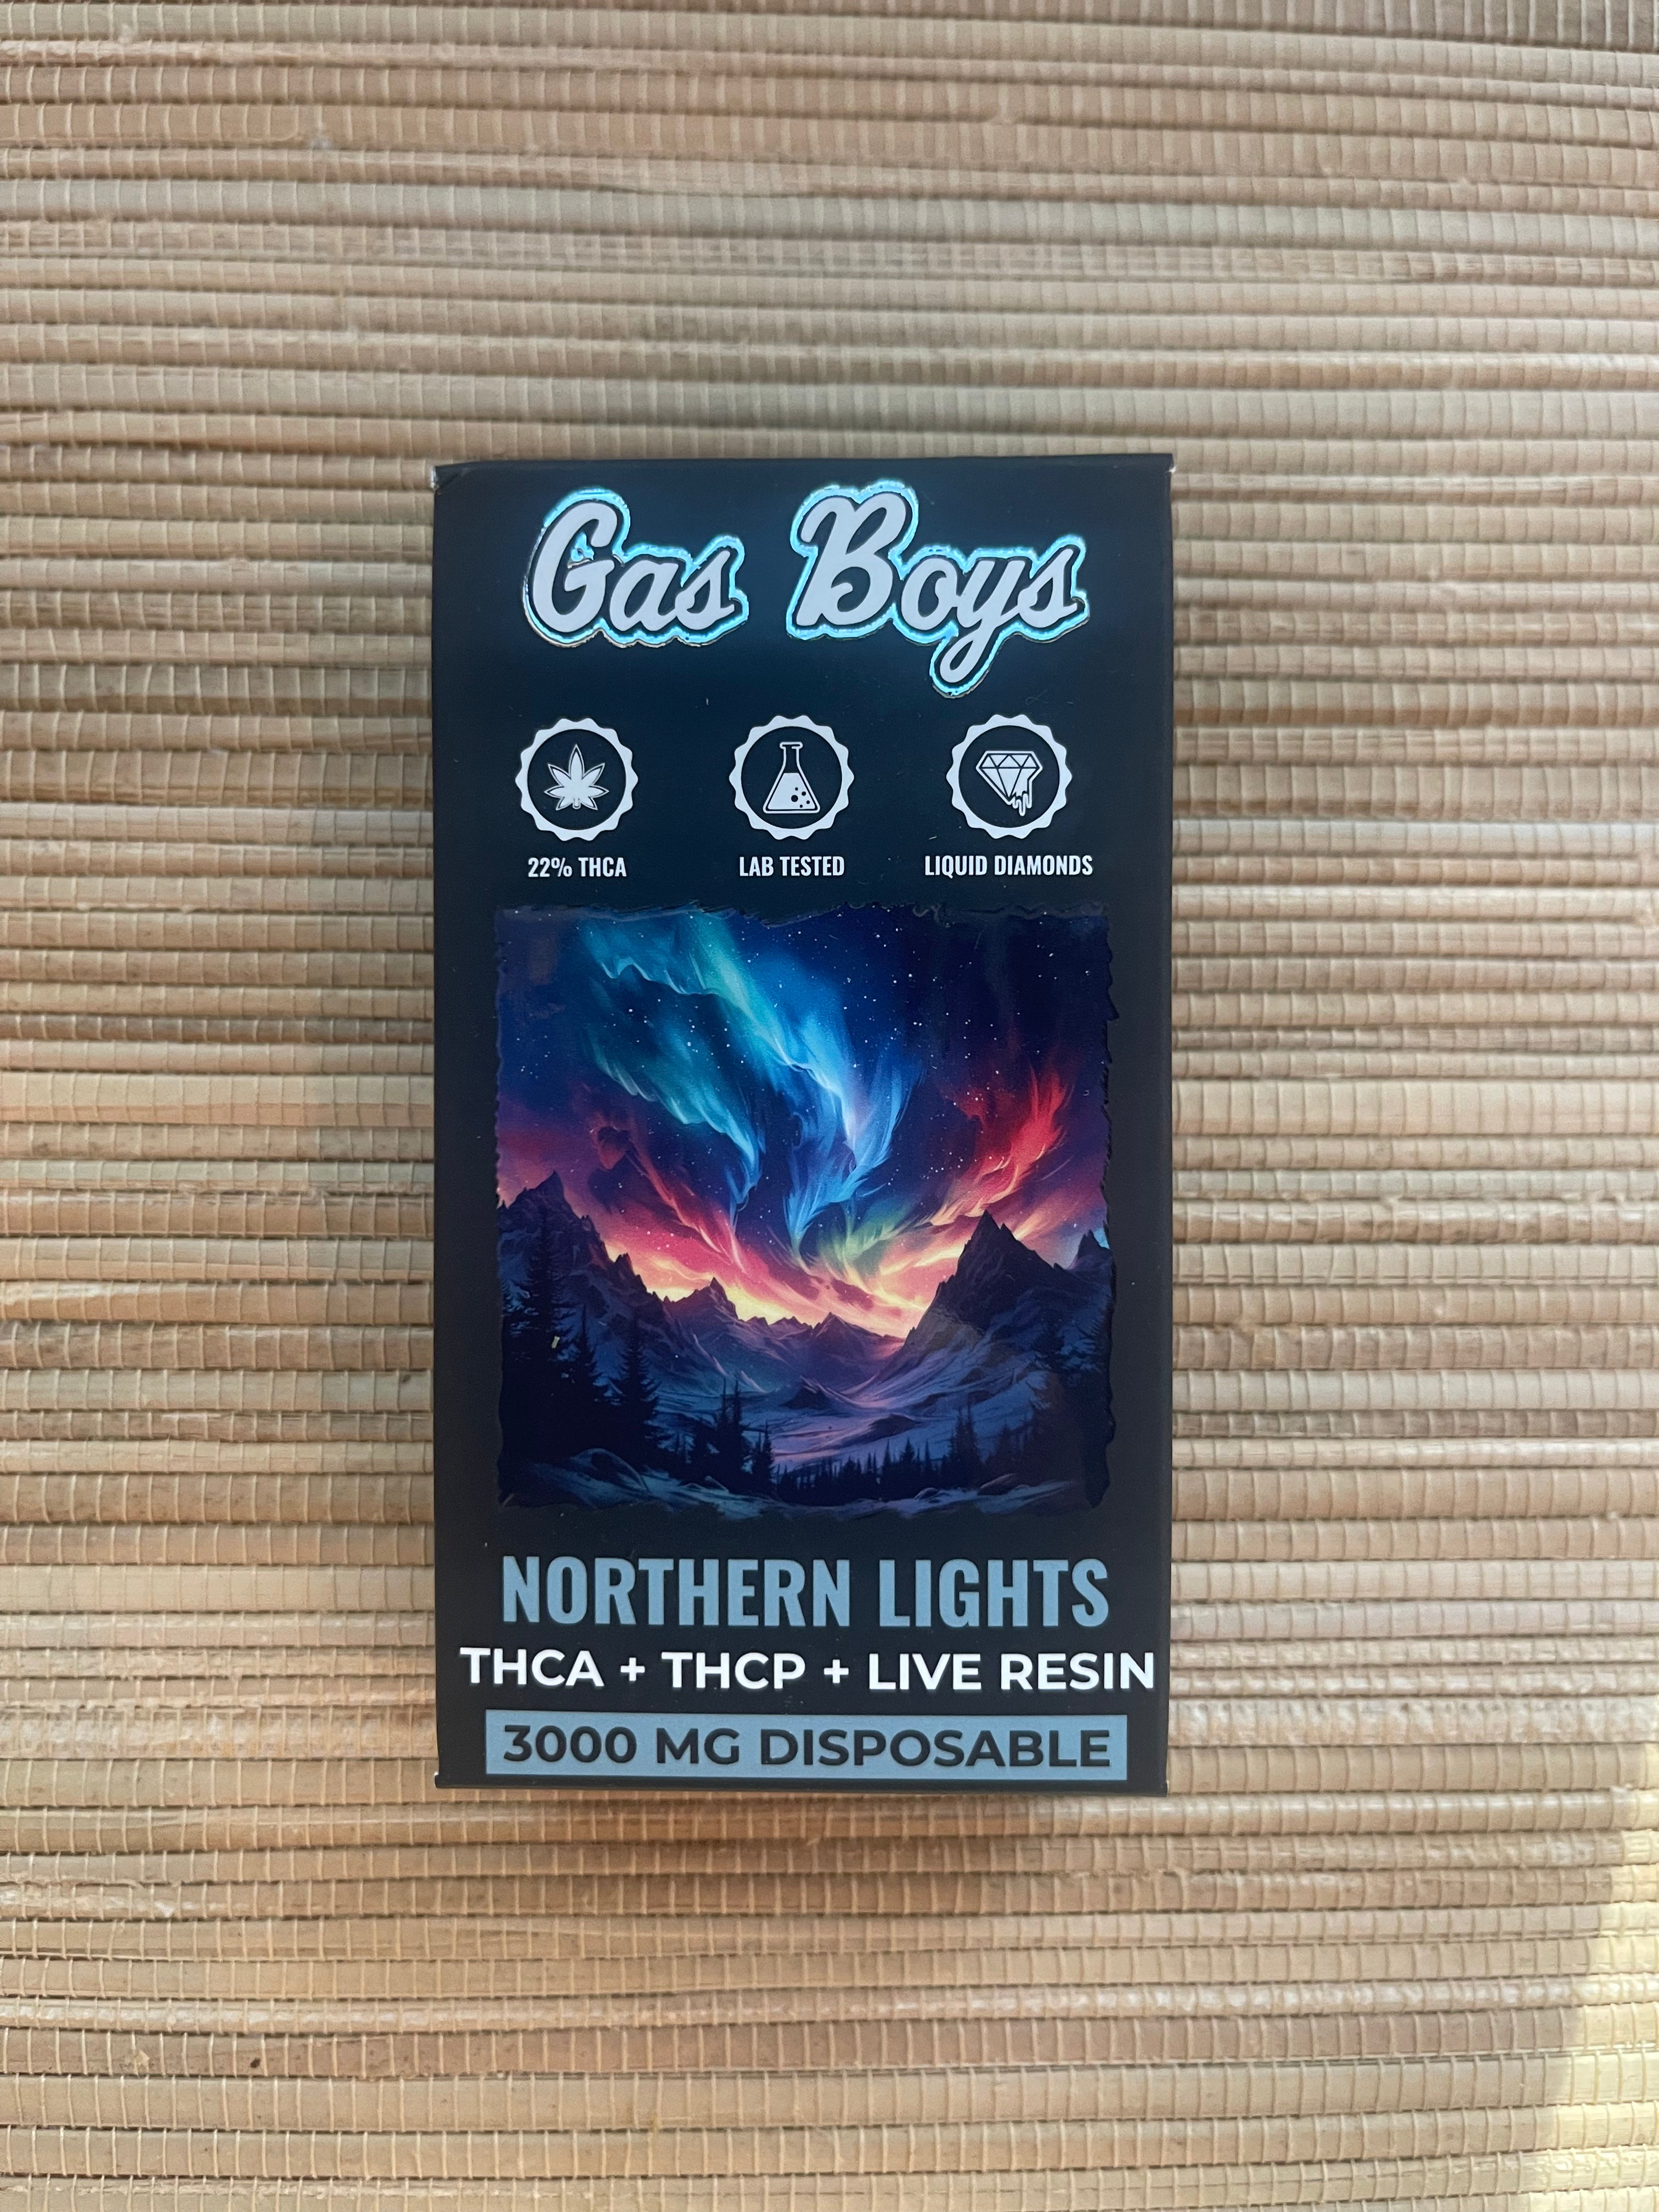 Gas Boys
22% THCA LAB TESTED LIQUID DIAMONDS
NORTHERN LIGHTS
THCA + THCP + LIVE RESIN
3000 MG DISPOSABLE